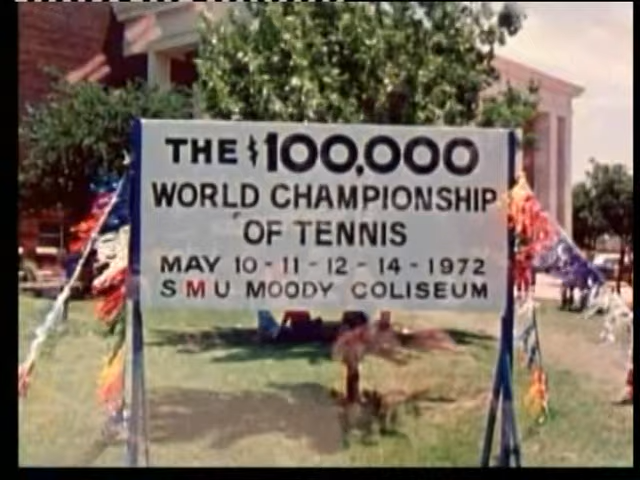 THE $100,000
WORLD CHAMPIONSHIP
OF TENNIS
MAY 10-11-12-14-1972
SMU MOODY COLISEUM